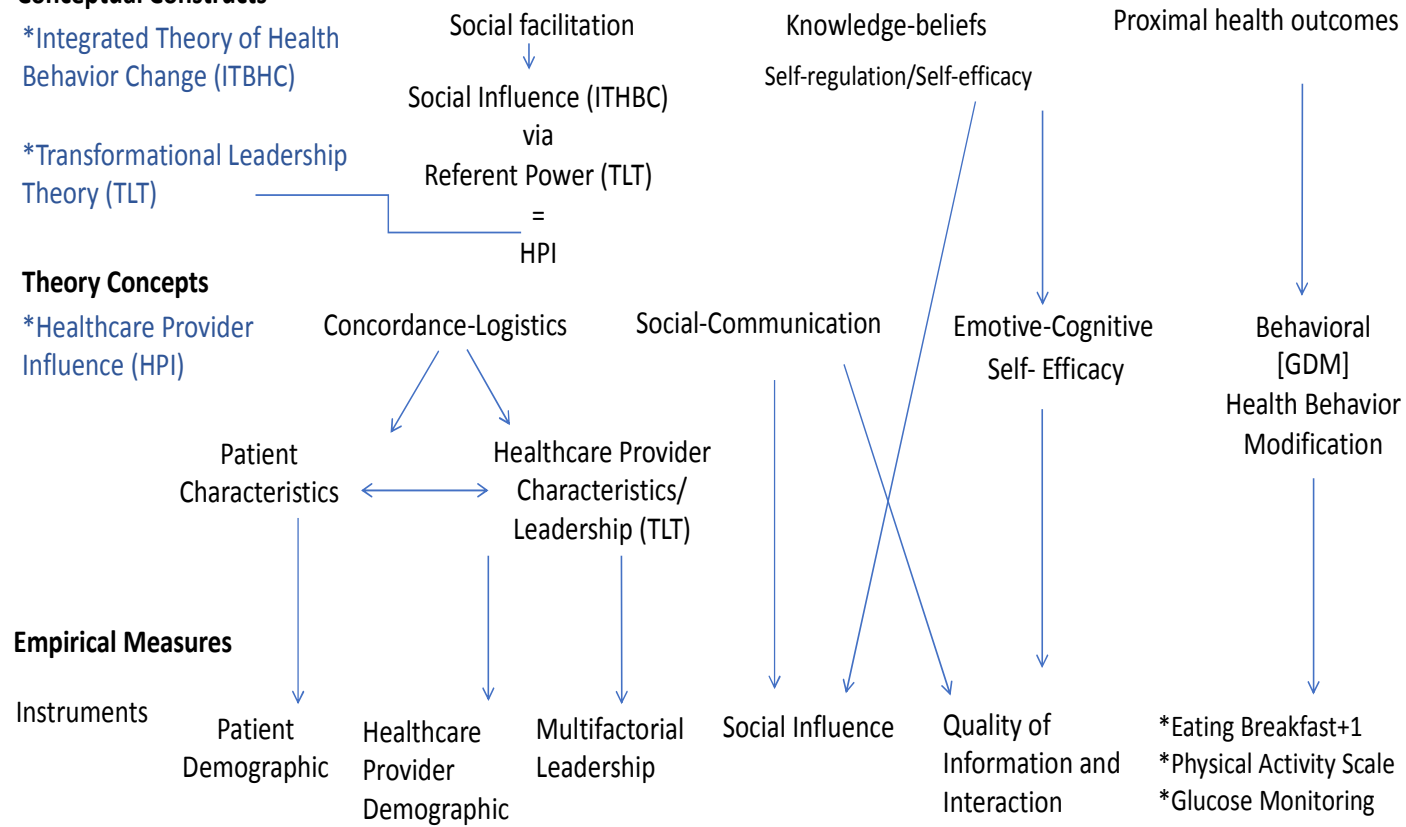 Conceptual Constructs
*Integrated Theory of Health
Behavior Change (ITBHC)
*Transformational Leadership
Theory (TLT)
Social facilitation
Social Influence (ITHBC)
via
Referent Power (TLT)
=
HPI
Knowledge-beliefs
Self-regulation/Self-efficacy
Proximal health outcomes
Theory Concepts
*Healthcare Provider
Influence (HPI)
Concordance-Logistics
Social-Communication
Emotive-Cognitive
Self- Efficacy
Behavioral
[GDM]
Health Behavior
Modification
Patient
Characteristics
Healthcare Provider
Characteristics/
Leadership (TLT)
Empirical Measures
Instruments
Patient
Demographic
Healthcare
Provider
Demographic
Multifactorial
Leadership
Social Influence
Quality of
Information and
Interaction
*Eating Breakfast+1
*Physical Activity Scale
*Glucose Monitoring